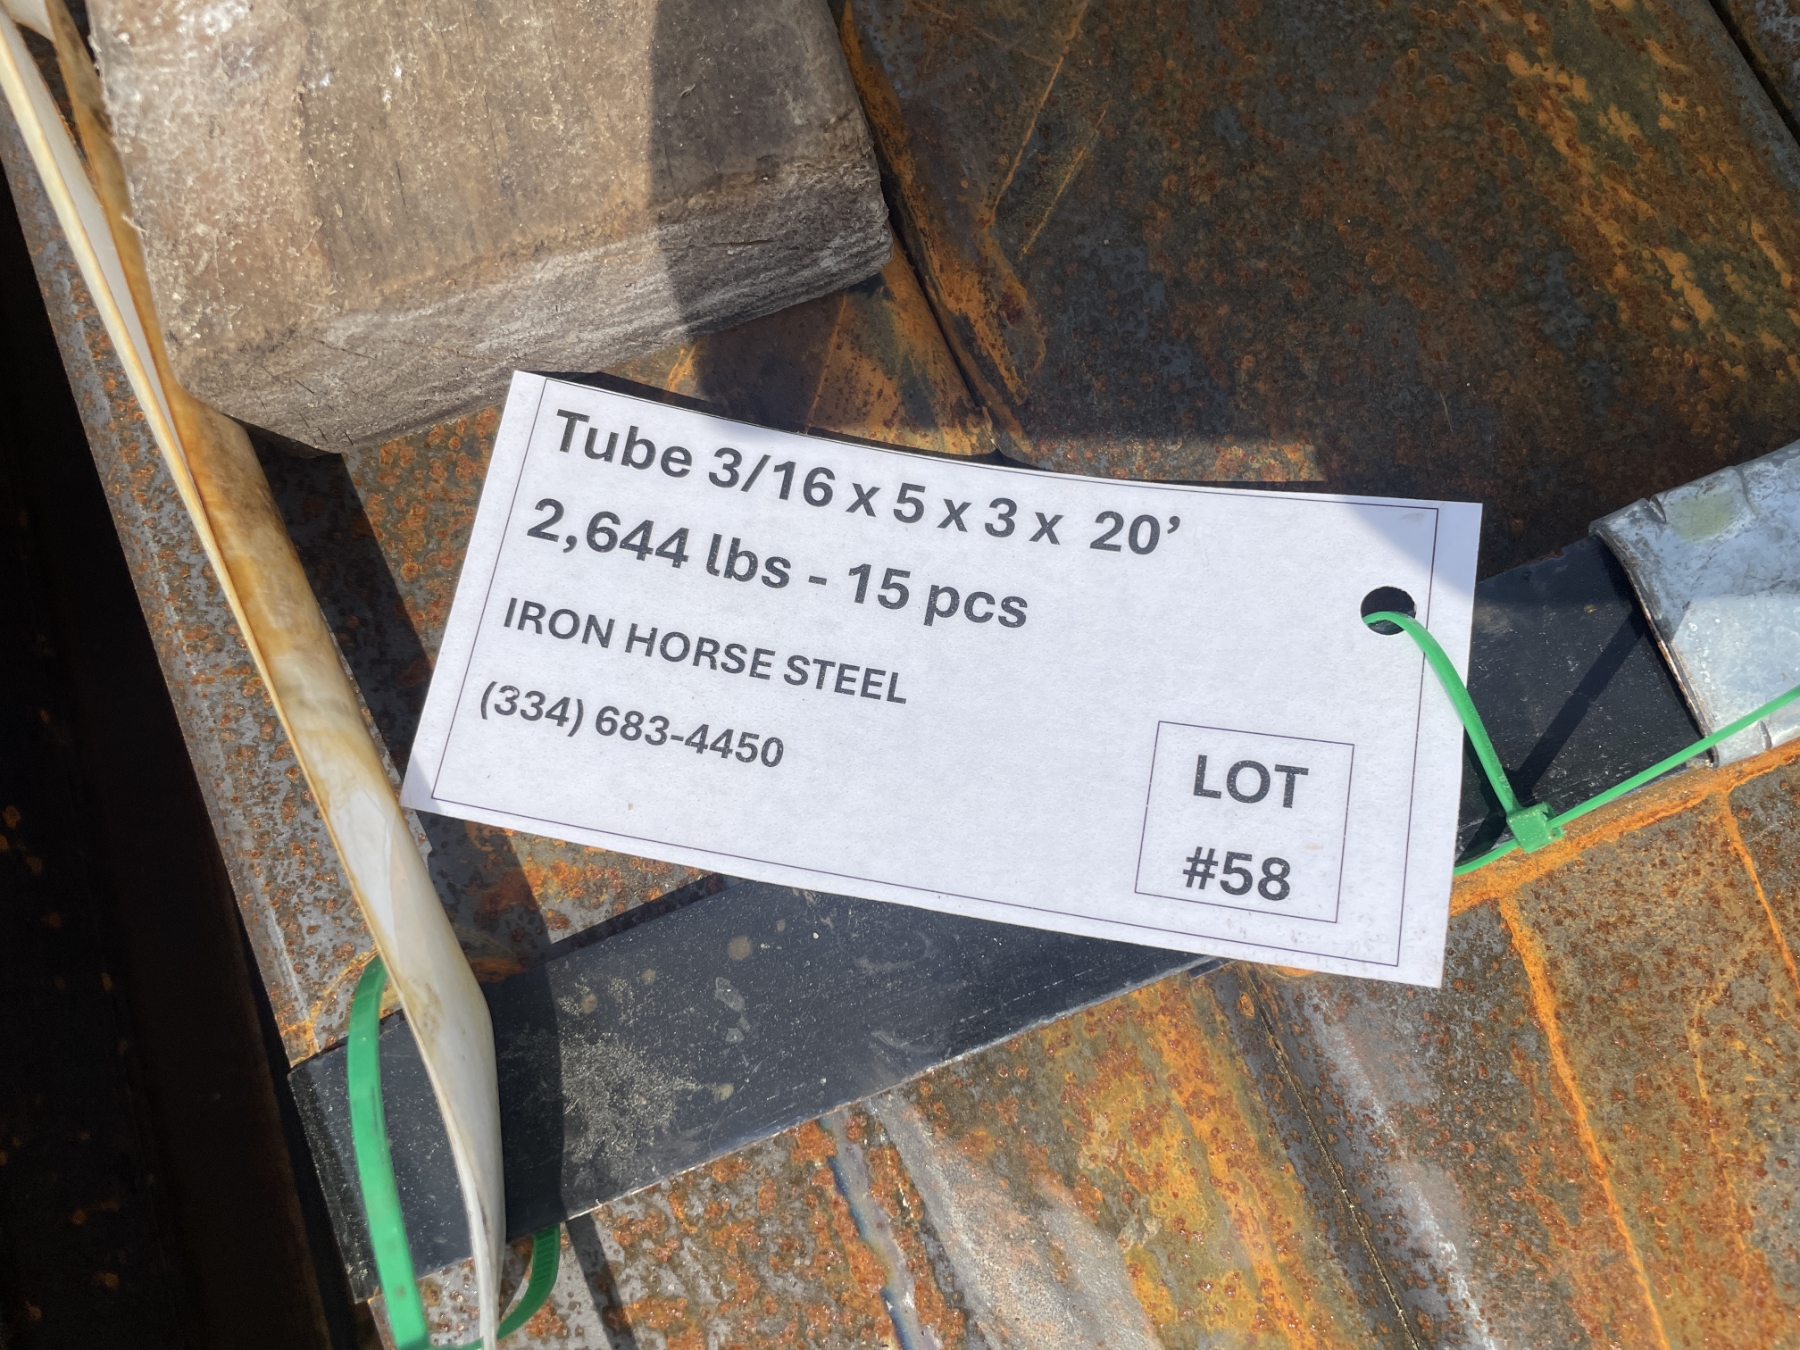 Tube 3/16 x 5 x 3 x 20’
2,644 lbs - 15 pcs
IRON HORSE STEEL
(334) 683-4450
LOT
#58